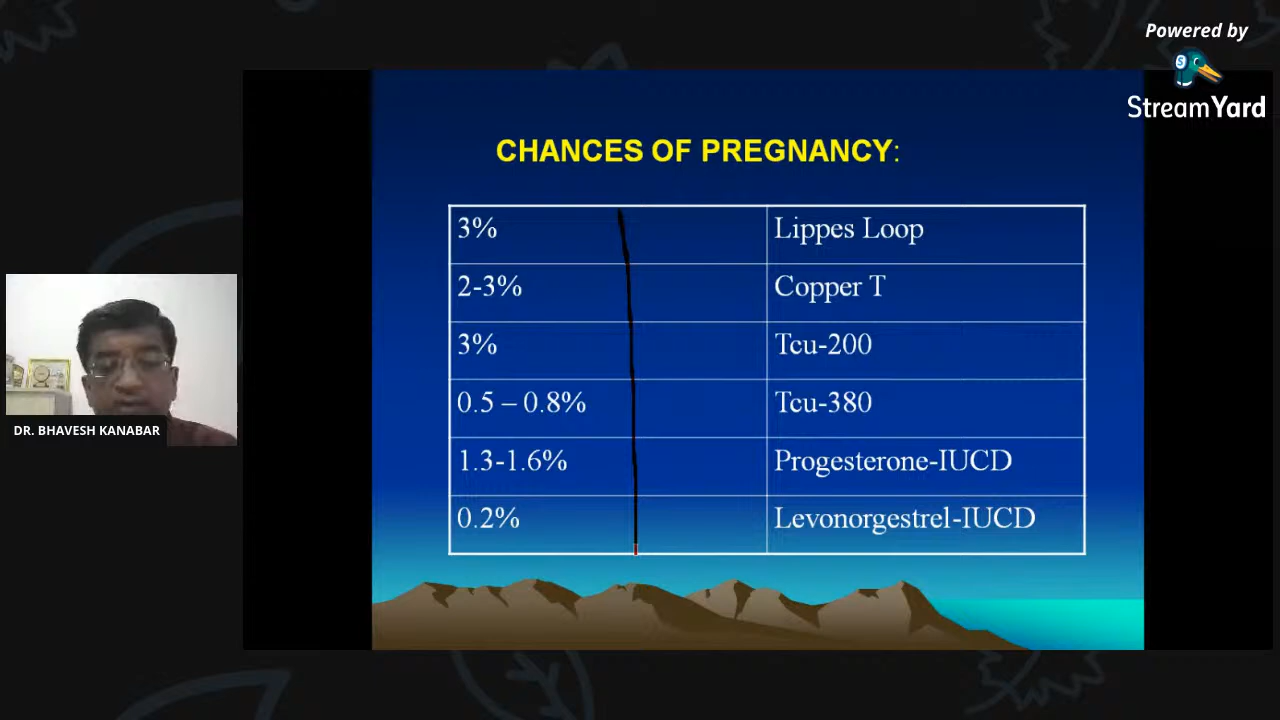 Powered by
StreamYard
CHANCES OF PREGNANCY:
3% Lippes Loop
2-3% Copper T
3% Tcu-200
0.5 – 0.8% Tcu-380
1.3-1.6% Progesterone-IUCD
0.2% Levonorgestrel-IUCD
DR. BHAVESH KANABAR